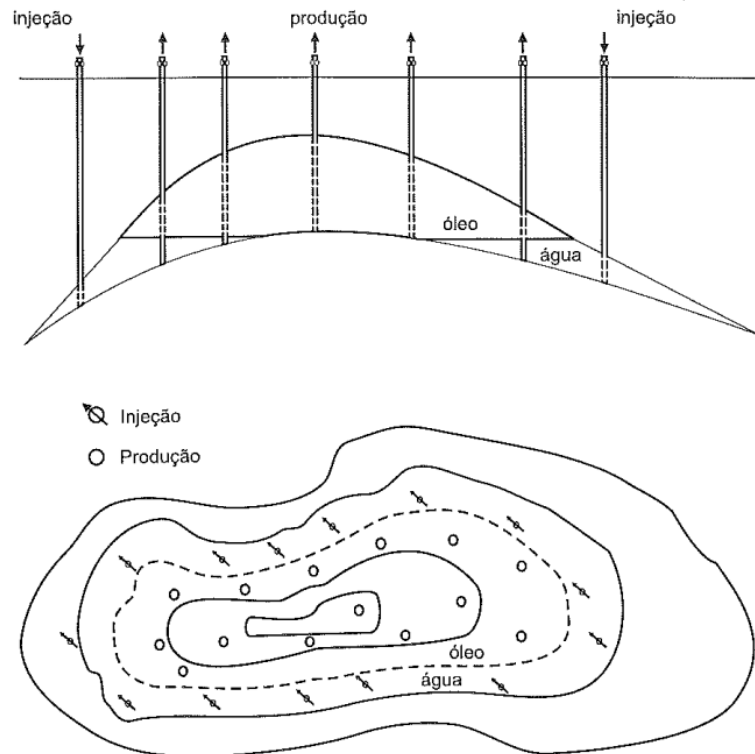 injeção produção injeção
óleo
água
Injeção
Produção
óleo
água